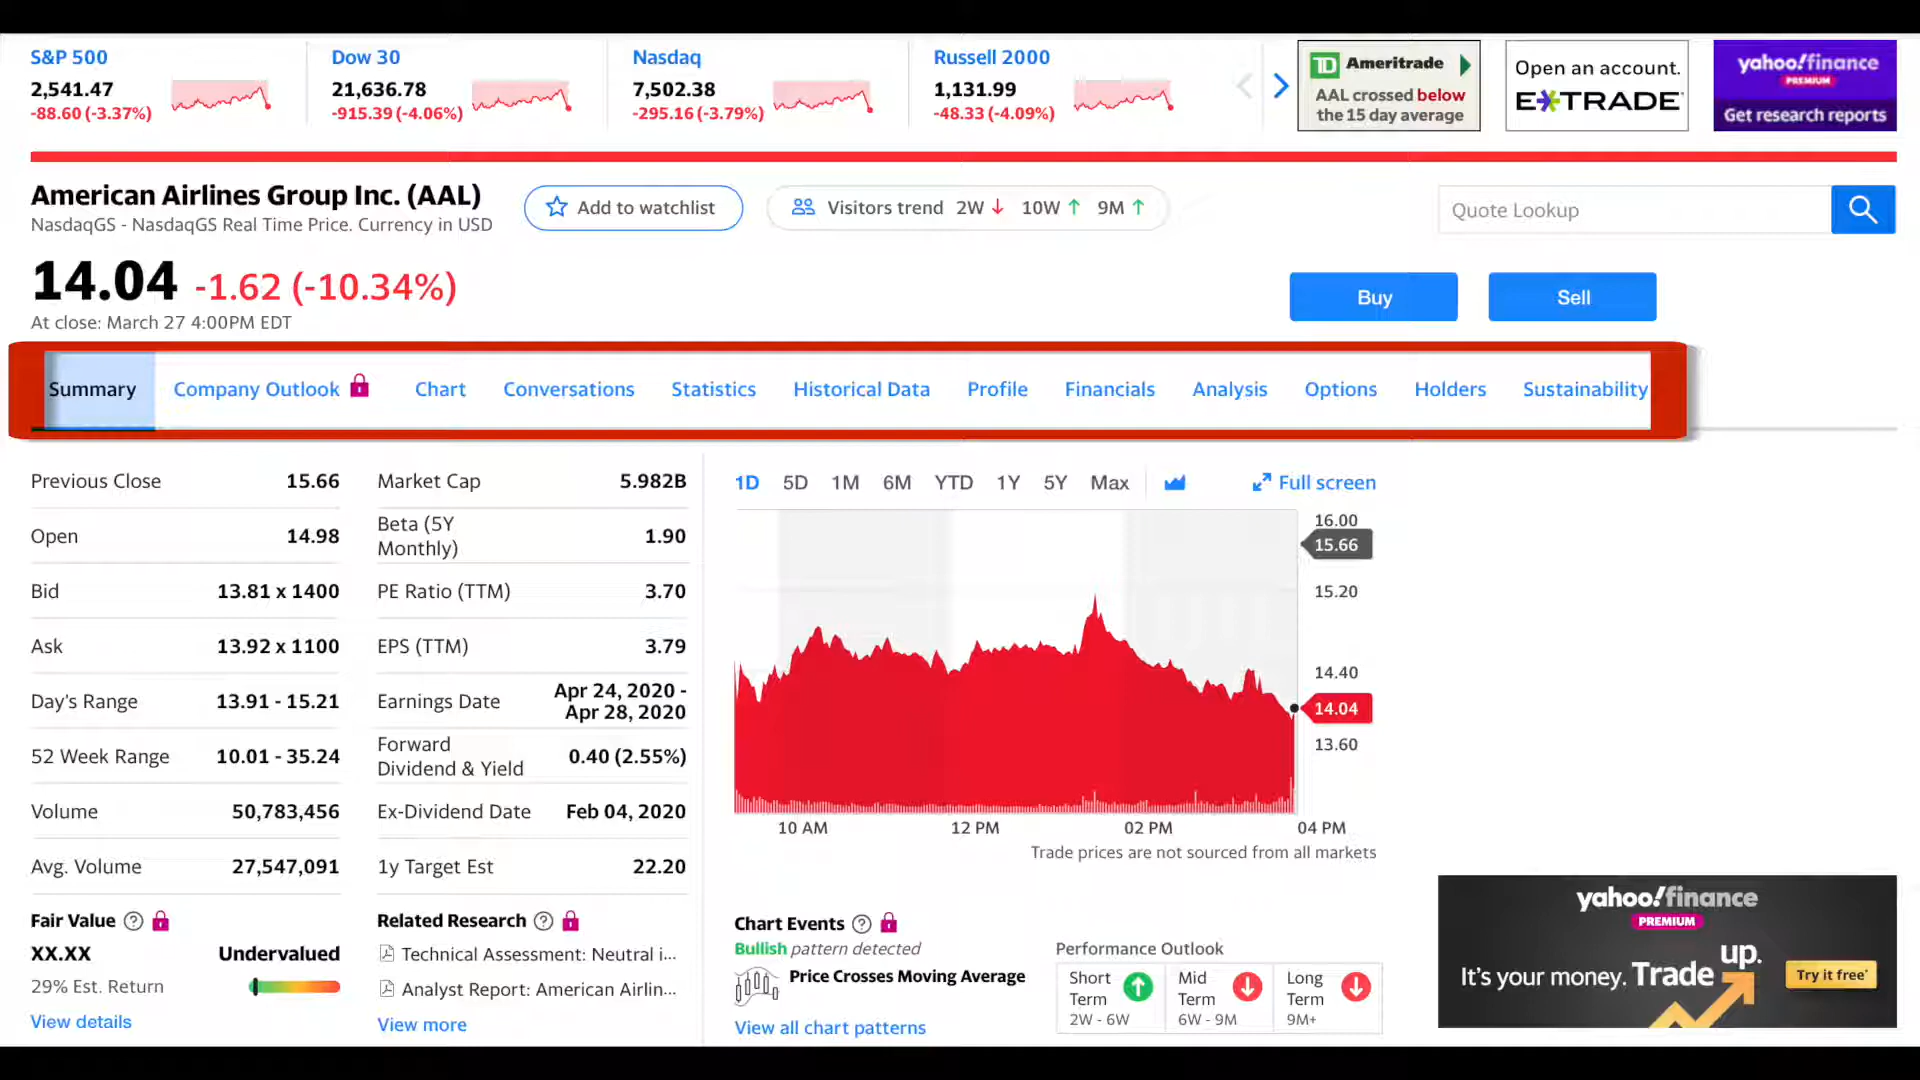 S&P 500
2,541.47
-88.60 (-3.37%)
Dow 30
21,636.78
-915.39 (-4.06%)
Nasdaq
7,502.38
-295.16 (-3.79%)
Russell 2000
1,131.99
-48.33 (-4.09%)
TD Ameritrade
AAL crossed below
the 15 day average
Open an account.
E*TRADE
yahoo!finance
PREMIUM
Get research reports
American Airlines Group Inc. (AAL)
NasdaqGS - NasdaqGS Real Time Price. Currency in USD
Add to watchlist
Visitors trend 2W ↓ 10W ↑ 9M ↑
Quote Lookup
14.04 -1.62 (-10.34%)
At close: March 27 4:00PM EDT
Buy
Sell
Summary Company Outlook Chart Conversations Statistics Historical Data Profile Financials Analysis Options Holders Sustainability
Previous Close 15.66
Open 14.98
Bid 13.81 x 1400
Ask 13.92 x 1100
Day's Range 13.91 - 15.21
52 Week Range 10.01 - 35.24
Volume 50,783,456
Avg. Volume 27,547,091
Market Cap 5.982B
Beta (5Y
Monthly) 1.90
PE Ratio (TTM) 3.70
EPS (TTM) 3.79
Earnings Date Apr 24, 2020 -
Apr 28, 2020
Forward
Dividend & Yield 0.40 (2.55%)
Ex-Dividend Date Feb 04, 2020
1y Target Est 22.20
1D 5D 1M 6M YTD 1Y 5Y Max
Full screen
16.00
15.66
15.20
14.40
14.04
13.60
10 AM 12 PM 02 PM 04 PM
Trade prices are not sourced from all markets
Fair Value ?
XX.XX Undervalued
29% Est. Return
View details
Related Research ?
Technical Assessment: Neutral i...
Analyst Report: American Airlin...
View more
Chart Events ?
Bullish pattern detected
Price Crosses Moving Average
View all chart patterns
Performance Outlook
Short
Term
2W - 6W
Mid
Term
6W - 9M
Long
Term
9M+
yahoo!finance
PREMIUM
It's your money. Trade up.
Try it free*